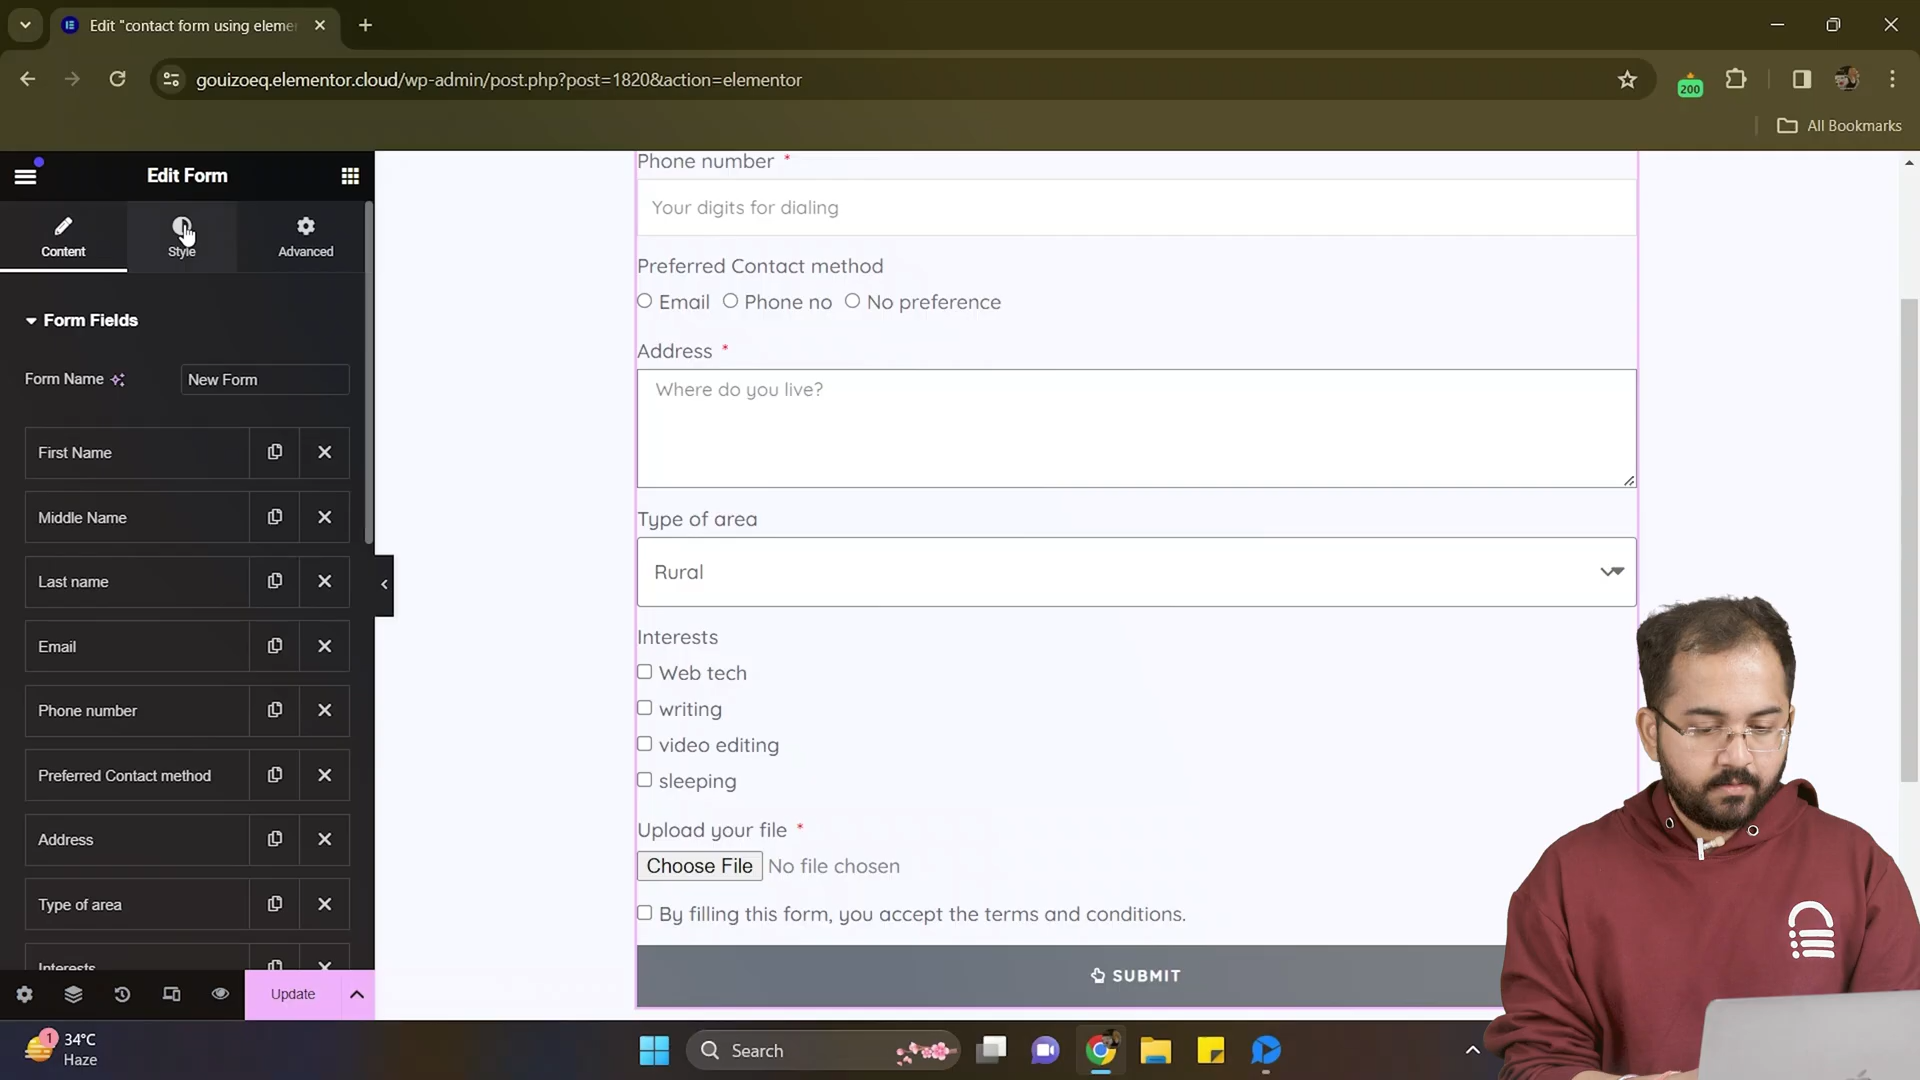 Edit "contact form using eleme
gouizoeq.elementor.cloud/wp-admin/post.php?post=1820&action=elementor
200
All Bookmarks
Edit Form
Content
Style
Advanced
Form Fields
Form Name
New Form
First Name
Middle Name
Last name
Email
Phone number
Preferred Contact method
Address
Type of area
Interests
Update
Phone number *
Your digits for dialing
Preferred Contact method
Email Phone no No preference
Address *
Where do you live?
Type of area
Rural
Interests
Web tech
writing
video editing
sleeping
Upload your file *
Choose File No file chosen
By filling this form, you accept the terms and conditions.
SUBMIT
1
34°C
Haze
Search